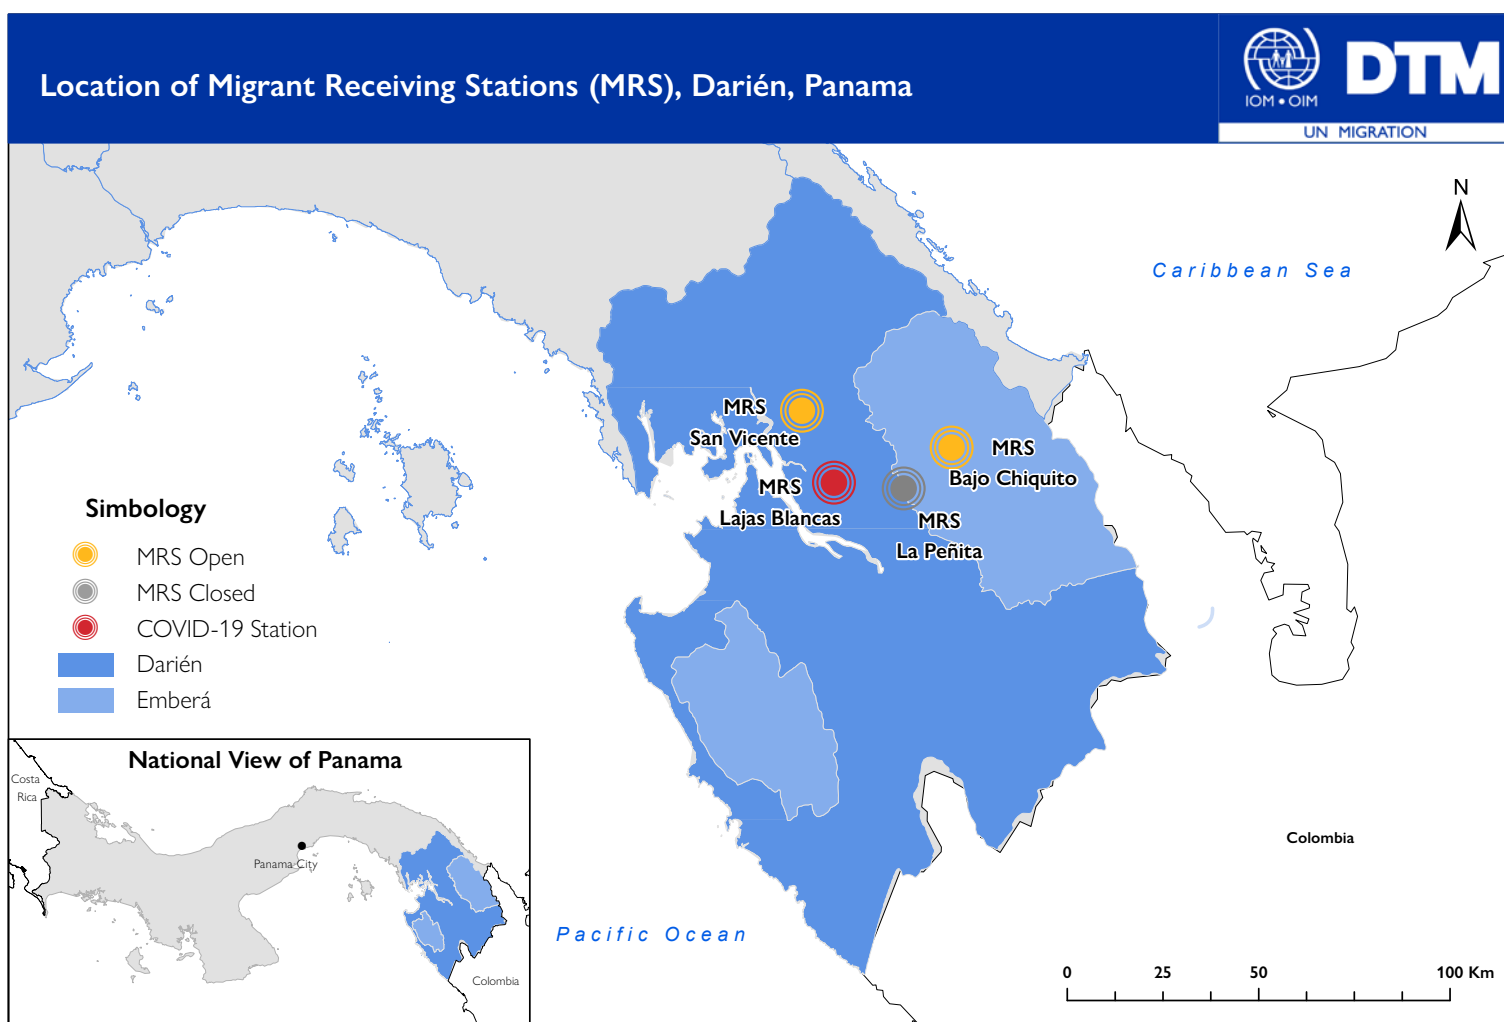 Location of Migrant Receiving Stations (MRS), Darién, Panama
IOM • OIM
DTM
UN MIGRATION
N
Caribbean Sea
MRS
San Vicente
MRS
Bajo Chiquito
MRS
Lajas Blancas
MRS
La Peñita
Simbology
MRS Open
MRS Closed
COVID-19 Station
Darién
Emberá
National View of Panama
Costa
Rica
Panama City
Colombia
Colombia
Pacific Ocean
0 25 50 100 Km